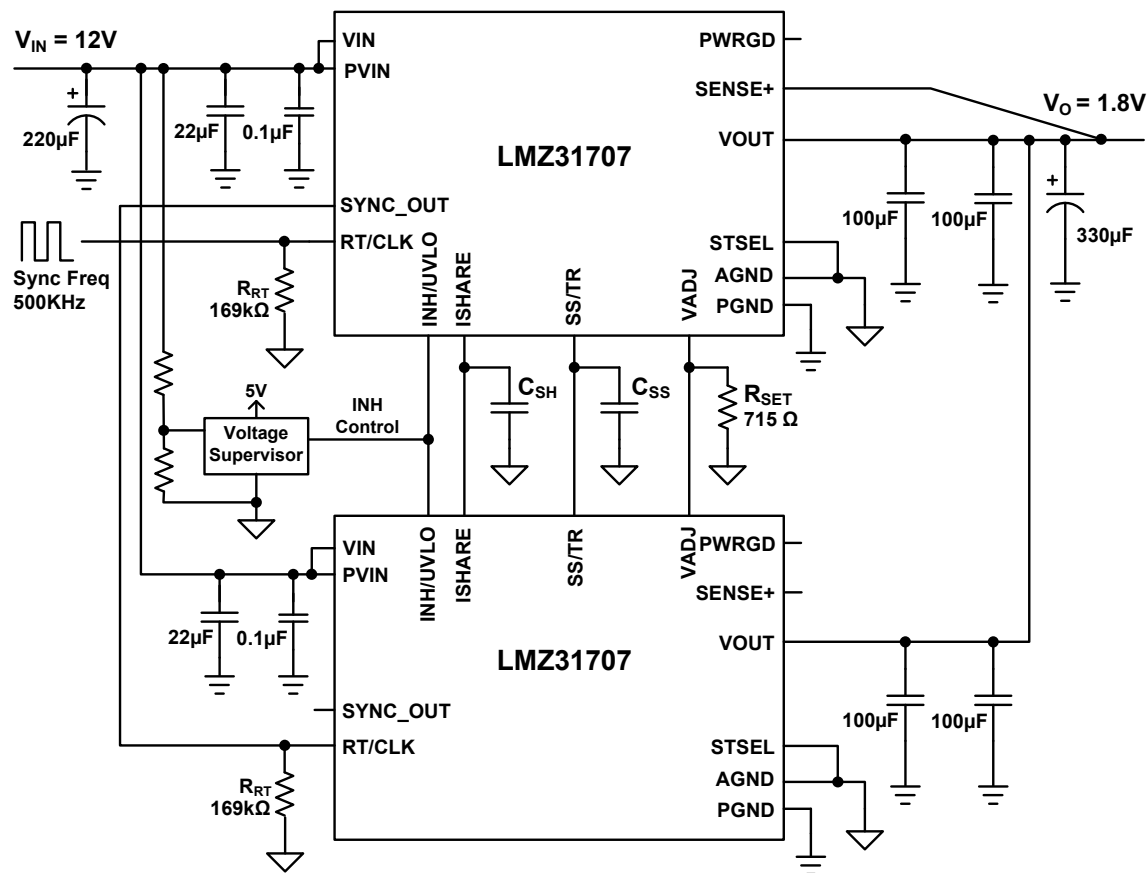 V_IN = 12V
VIN
PVIN
PWRGD
SENSE+
V_O = 1.8V
VOUT
LMZ31707
+
220µF
22µF
0.1µF
SYNC_OUT
RT/CLK
Sync Freq
500KHz
R_RT
169kΩ
INH/UVLO
ISHARE
SS/TR
VADJ
STSEL
AGND
PGND
100µF
100µF
+
330µF
C_SH
C_SS
R_SET
715 Ω
5V
Voltage
Supervisor
INH
Control
VIN
PVIN
INH/UVLO
ISHARE
SS/TR
VADJ
PWRGD
SENSE+
VOUT
LMZ31707
22µF
0.1µF
SYNC_OUT
RT/CLK
R_RT
169kΩ
STSEL
AGND
PGND
100µF
100µF